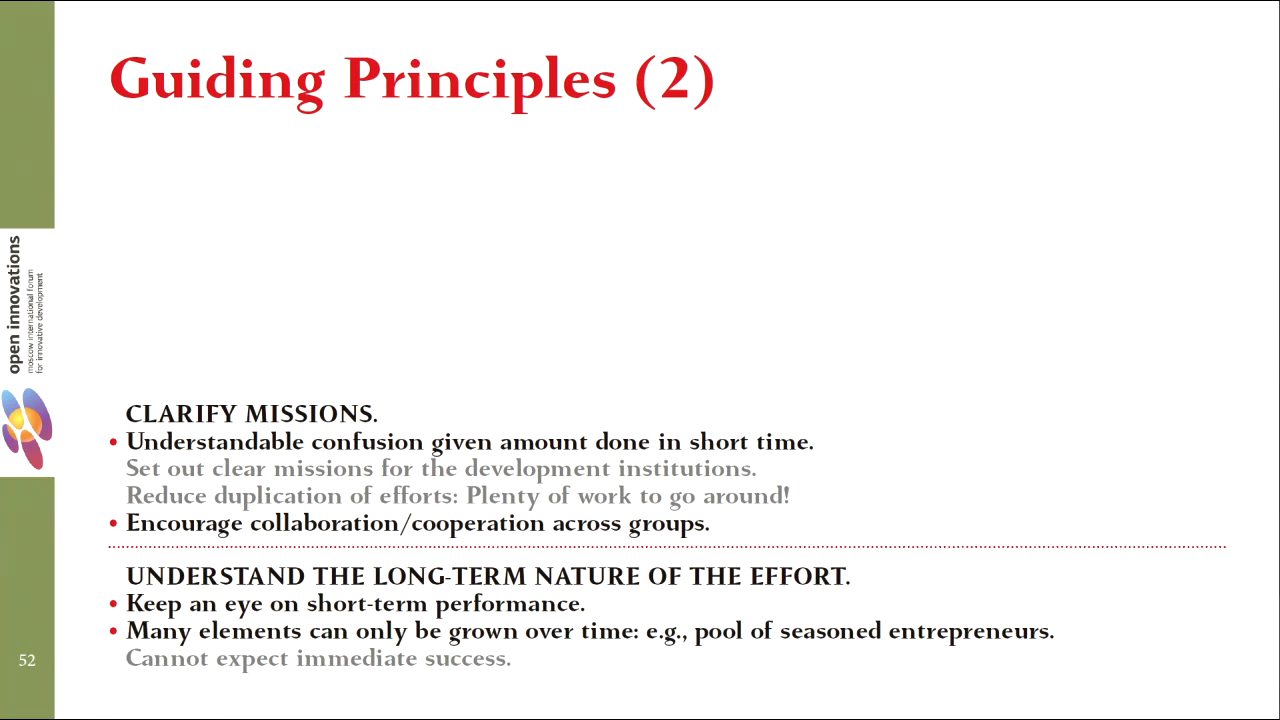 Guiding Principles (2)
open innovations
moscow international forum
for innovative development
CLARIFY MISSIONS.
• Understandable confusion given amount done in short time.
Set out clear missions for the development institutions.
Reduce duplication of efforts: Plenty of work to go around!
• Encourage collaboration/cooperation across groups.
UNDERSTAND THE LONG-TERM NATURE OF THE EFFORT.
• Keep an eye on short-term performance.
• Many elements can only be grown over time: e.g., pool of seasoned entrepreneurs.
Cannot expect immediate success.
52